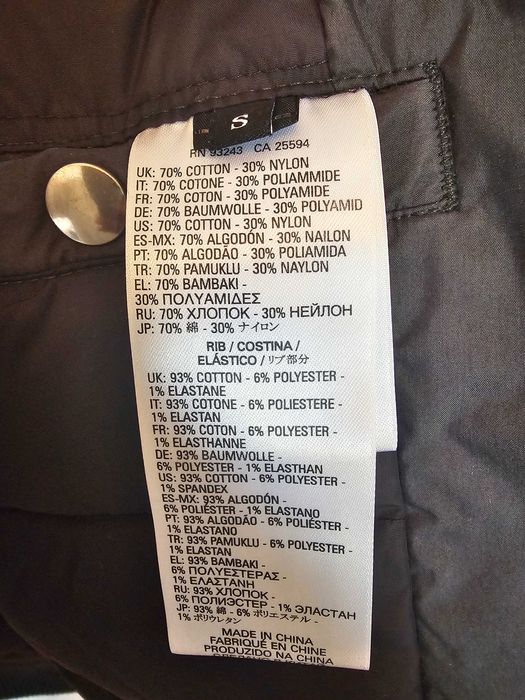 S
RN 93243 CA 25594
UK: 70% COTTON - 30% NYLON
IT: 70% COTONE - 30% POLIAMMIDE
FR: 70% COTON - 30% POLYAMIDE
DE: 70% BAUMWOLLE - 30% POLYAMID
US: 70% COTTON - 30% NYLON
ES-MX: 70% ALGODÓN - 30% NAILON
PT: 70% ALGODÃO - 30% POLIAMIDA
TR: 70% PAMUKLU - 30% NAYLON
EL: 70% ΒΑΜΒΑΚΙ -
30% ΠΟΛΥΑΜΙΔΕΣ
RU: 70% ХЛОПОК - 30% НЕЙЛОН
JP: 70% 綿 - 30% ナイロン
RIB / COSTINA /
ELÁSTICO / リブ部分
UK: 93% COTTON - 6% POLYESTER -
1% ELASTANE
IT: 93% COTONE - 6% POLIESTERE -
1% ELASTAN
FR: 93% COTON - 6% POLYESTER -
1% ELASTHANNE
DE: 93% BAUMWOLLE -
6% POLYESTER - 1% ELASTHAN
US: 93% COTTON - 6% POLYESTER -
1% SPANDEX
ES-MX: 93% ALGODÓN -
6% POLIÉSTER - 1% ELASTANO
PT: 93% ALGODÃO - 6% POLIÉSTER -
1% ELASTANO
TR: 93% PAMUKLU - 6% POLYESTER -
1% ELASTAN
EL: 93% ΒΑΜΒΑΚΙ -
6% ΠΟΛΥΕΣΤΕΡΑΣ -
1% ΕΛΑΣΤΑΝΗ
RU: 93% ХЛОПОК -
6% ПОЛИЭСТЕР - 1% ЭЛАСТАН
JP: 93% 綿 - 6% ポリエステル -
1% ポリウレタン
MADE IN CHINA
FABRIQUÉ EN CHINE
PRODUZIDO NA CHINA